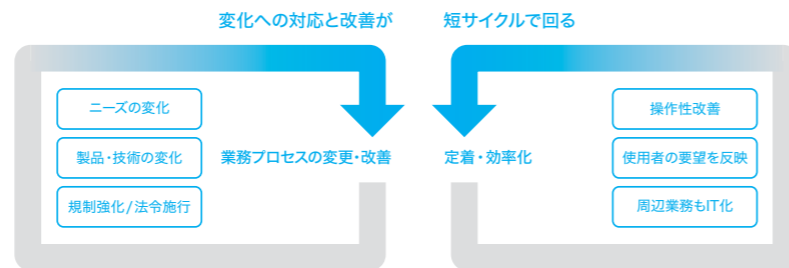 変化への対応と改善が 短サイクルで回る
ニーズの変化
製品・技術の変化
規制強化/法令施行
業務プロセスの変更・改善
定着・効率化
操作性改善
使用者の要望を反映
周辺業務もIT化